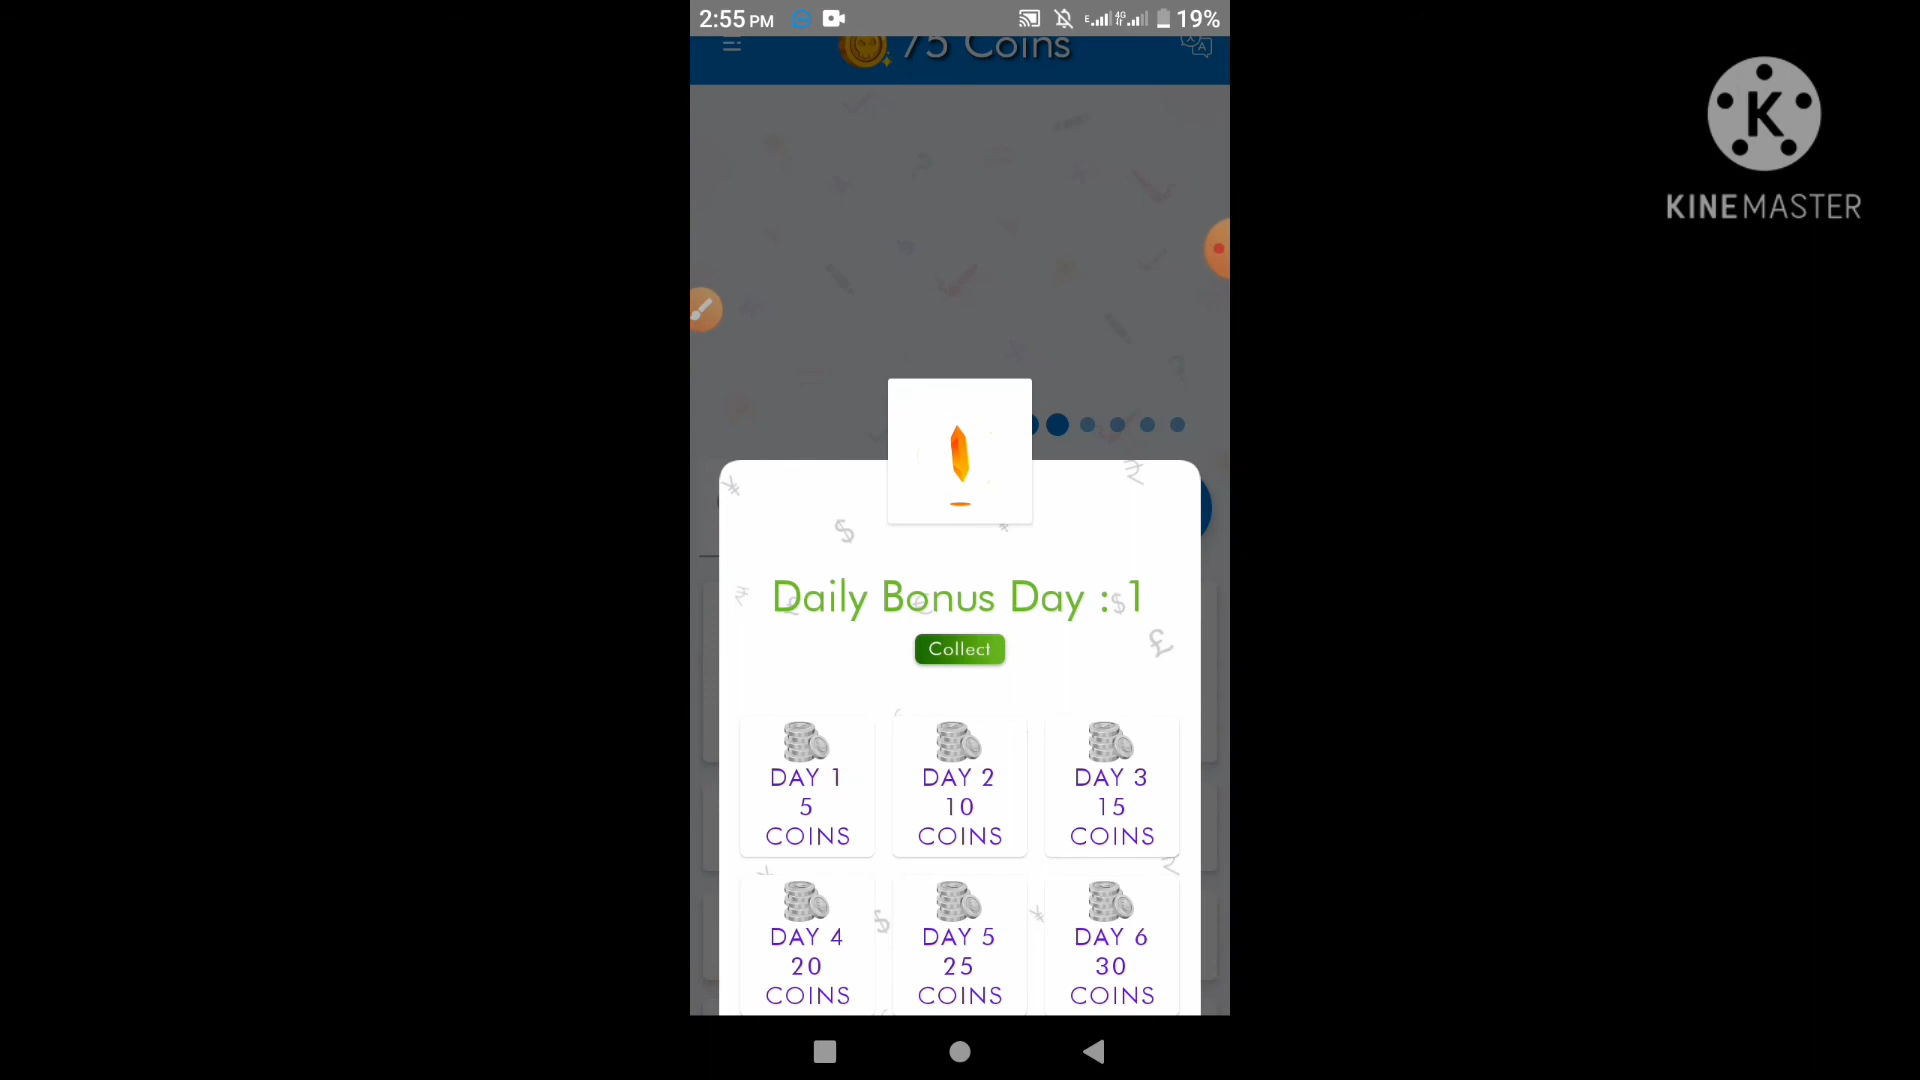 2:55 PM
19%
75 Coins
K
KINEMASTER
Daily Bonus Day : 1
Collect
DAY 1
5
COINS
DAY 2
10
COINS
DAY 3
15
COINS
DAY 4
20
COINS
DAY 5
25
COINS
DAY 6
30
COINS